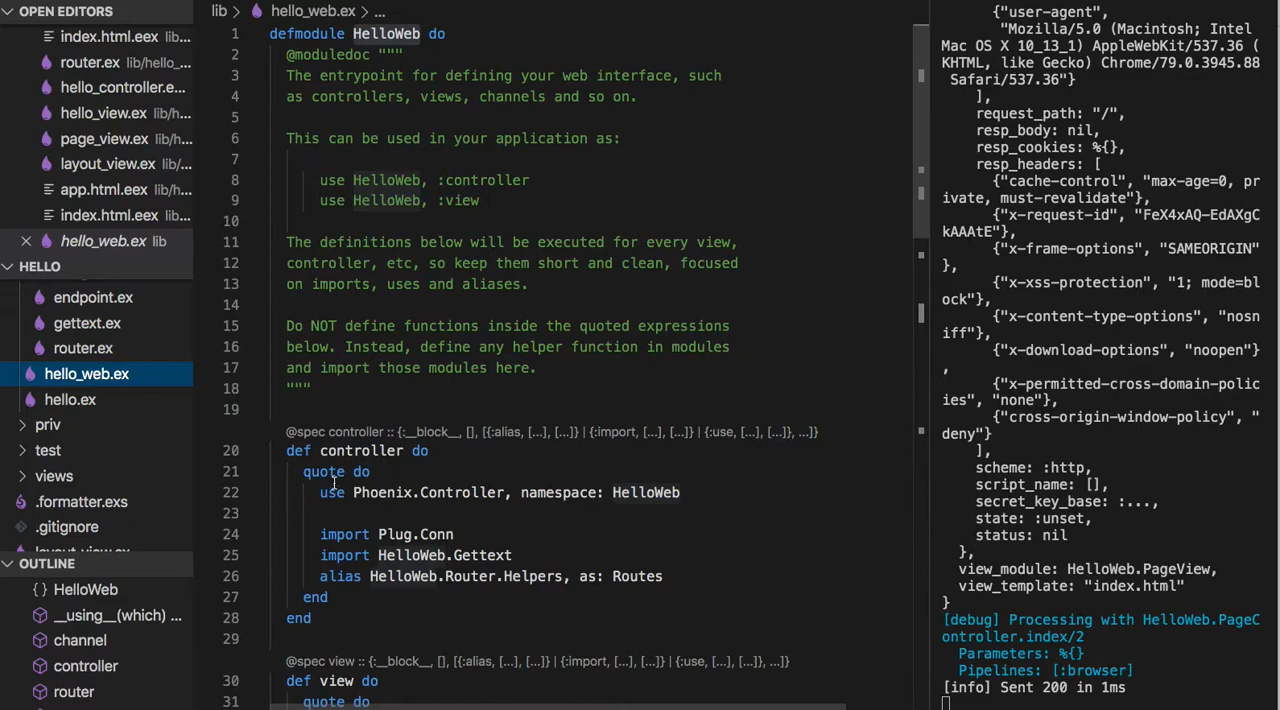 OPEN EDITORS
index.html.eex lib...
router.ex lib/hello_...
hello_controller.e...
hello_view.ex lib/h...
page_view.ex lib/h...
layout_view.ex lib/...
app.html.eex lib/h...
index.html.eex lib...
hello_web.ex lib
HELLO
endpoint.ex
gettext.ex
router.ex
hello_web.ex
hello.ex
priv
test
views
.formatter.exs
.gitignore
layout_view.ex
OUTLINE
{ } HelloWeb
__using__(which) ...
channel
controller
router
lib > hello_web.ex > ...
1 defmodule HelloWeb do
2 @moduledoc """
3 The entrypoint for defining your web interface, such
4 as controllers, views, channels and so on.
5
6 This can be used in your application as:
7
8 use HelloWeb, :controller
9 use HelloWeb, :view
10
11 The definitions below will be executed for every view,
12 controller, etc, so keep them short and clean, focused
13 on imports, uses and aliases.
14
15 Do NOT define functions inside the quoted expressions
16 below. Instead, define any helper function in modules
17 and import those modules here.
18 """
19
@spec controller :: {:__block__, [], [{:alias, [...], [...]} | {:import, [...], [...]} | {:use, [...], [...]}, ...]}
20 def controller do
21 quote do
22 use Phoenix.Controller, namespace: HelloWeb
23
24 import Plug.Conn
25 import HelloWeb.Gettext
26 alias HelloWeb.Router.Helpers, as: Routes
27 end
28 end
29
@spec view :: {:__block__, [], [{:alias, [...], [...]} | {:import, [...], [...]} | {:use, [...], [...]}, ...]}
30 def view do
31 quote do
{"user-agent",
"Mozilla/5.0 (Macintosh; Intel
Mac OS X 10_13_1) AppleWebKit/537.36 (
KHTML, like Gecko) Chrome/79.0.3945.88
Safari/537.36"}
],
request_path: "/",
resp_body: nil,
resp_cookies: %{},
resp_headers: [
{"cache-control", "max-age=0, pr
ivate, must-revalidate"},
{"x-request-id", "FeX4xAQ-EdAXgC
kAAAtE"},
{"x-frame-options", "SAMEORIGIN"
},
{"x-xss-protection", "1; mode=bl
ock"},
{"x-content-type-options", "nosn
iff"},
{"x-download-options", "noopen"}
,
{"x-permitted-cross-domain-polic
ies", "none"},
{"cross-origin-window-policy", "
deny"}
],
scheme: :http,
script_name: [],
secret_key_base: :...,
state: :unset,
status: nil
},
view_module: HelloWeb.PageView,
view_template: "index.html"
}
[debug] Processing with HelloWeb.PageC
ontroller.index/2
Parameters: %{}
Pipelines: [:browser]
[info] Sent 200 in 1ms